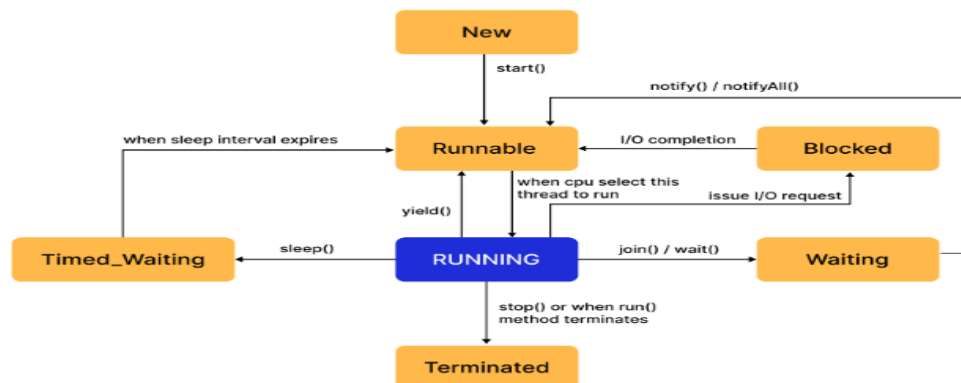 New
start()
notify() / notifyAll()
when sleep interval expires
Runnable
I/O completion
Blocked
when cpu select this
thread to run
yield()
issue I/O request
Timed_Waiting
sleep()
RUNNING
join() / wait()
Waiting
stop() or when run()
method terminates
Terminated